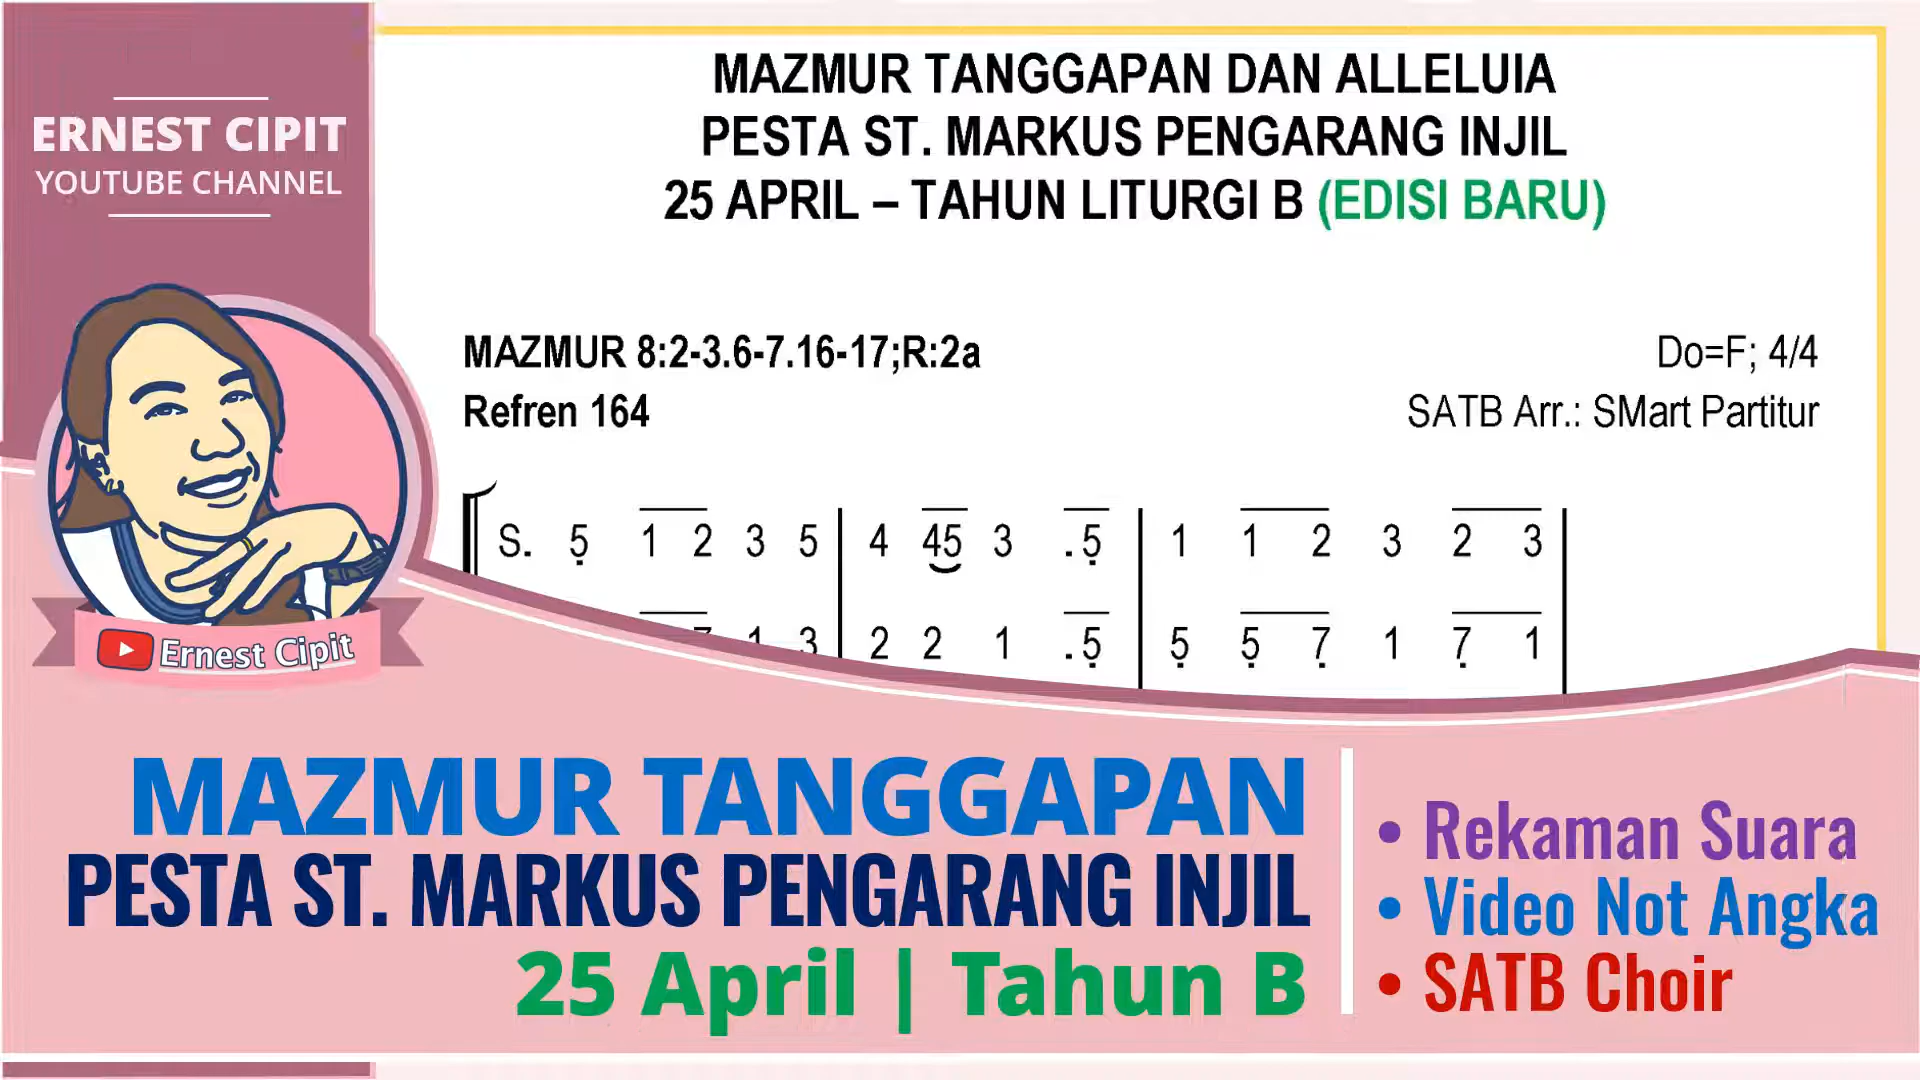 ERNEST CIPIT
YOUTUBE CHANNEL
MAZMUR TANGGAPAN DAN ALLELUIA
PESTA ST. MARKUS PENGARANG INJIL
25 APRIL – TAHUN LITURGI B (EDISI BARU)
MAZMUR 8:2-3.6-7.16-17;R:2a
Do=F; 4/4
Refren 164
SATB Arr.: SMart Partitur
S. 5 1 2 3 5 | 4 45 3 .5 | 1 1 2 3 2 3 |
1 3 | 2 2 1 .5 | 5 5 7 1 7 1 |
Ernest Cipit
MAZMUR TANGGAPAN
PESTA ST. MARKUS PENGARANG INJIL
25 April | Tahun B
• Rekaman Suara
• Video Not Angka
• SATB Choir